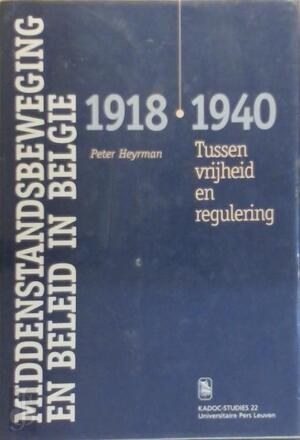 MIDDENSTANDSBEWEGING
EN BELEID IN BELGIE
1918 • 1940
Peter Heyrman
Tussen
vrijheid
en
regulering
KADOC-STUDIES 22
Universitaire Pers Leuven